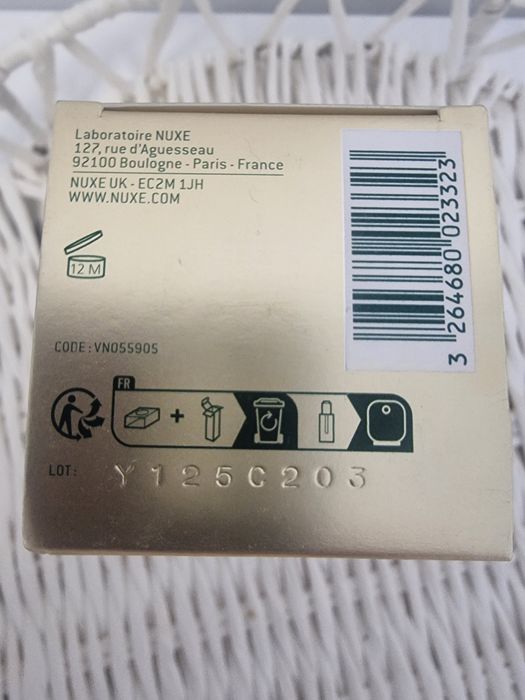 Laboratoire NUXE
127, rue d'Aguesseau
92100 Boulogne - Paris - France
NUXE UK - EC2M 1JH
WWW.NUXE.COM
12 M
3 264680 023323
CODE : VN055905
FR
+
LOT : Y125C203